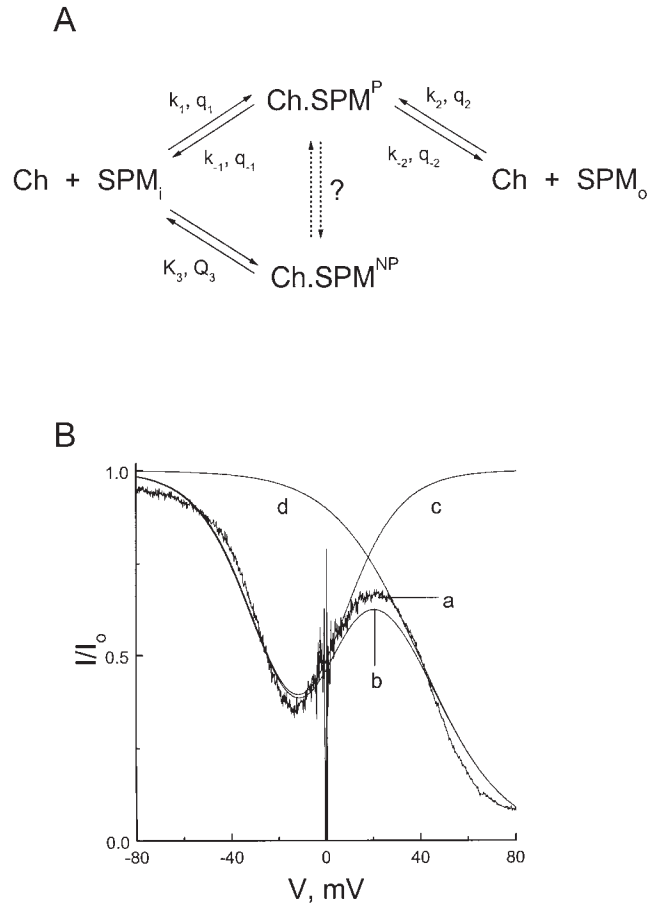 A
k₁, q₁
Ch.SPMᴾ
k₂, q₂
k₋₁, q₋₁
k₋₂, q₋₂
Ch + SPMᵢ
?
Ch + SPMₒ
K₃, Q₃
Ch.SPMᴺᴾ
B
1.0
d
c
a
I/Iₒ
0.5
b
0.0
-80
-40
0
40
80
V, mV